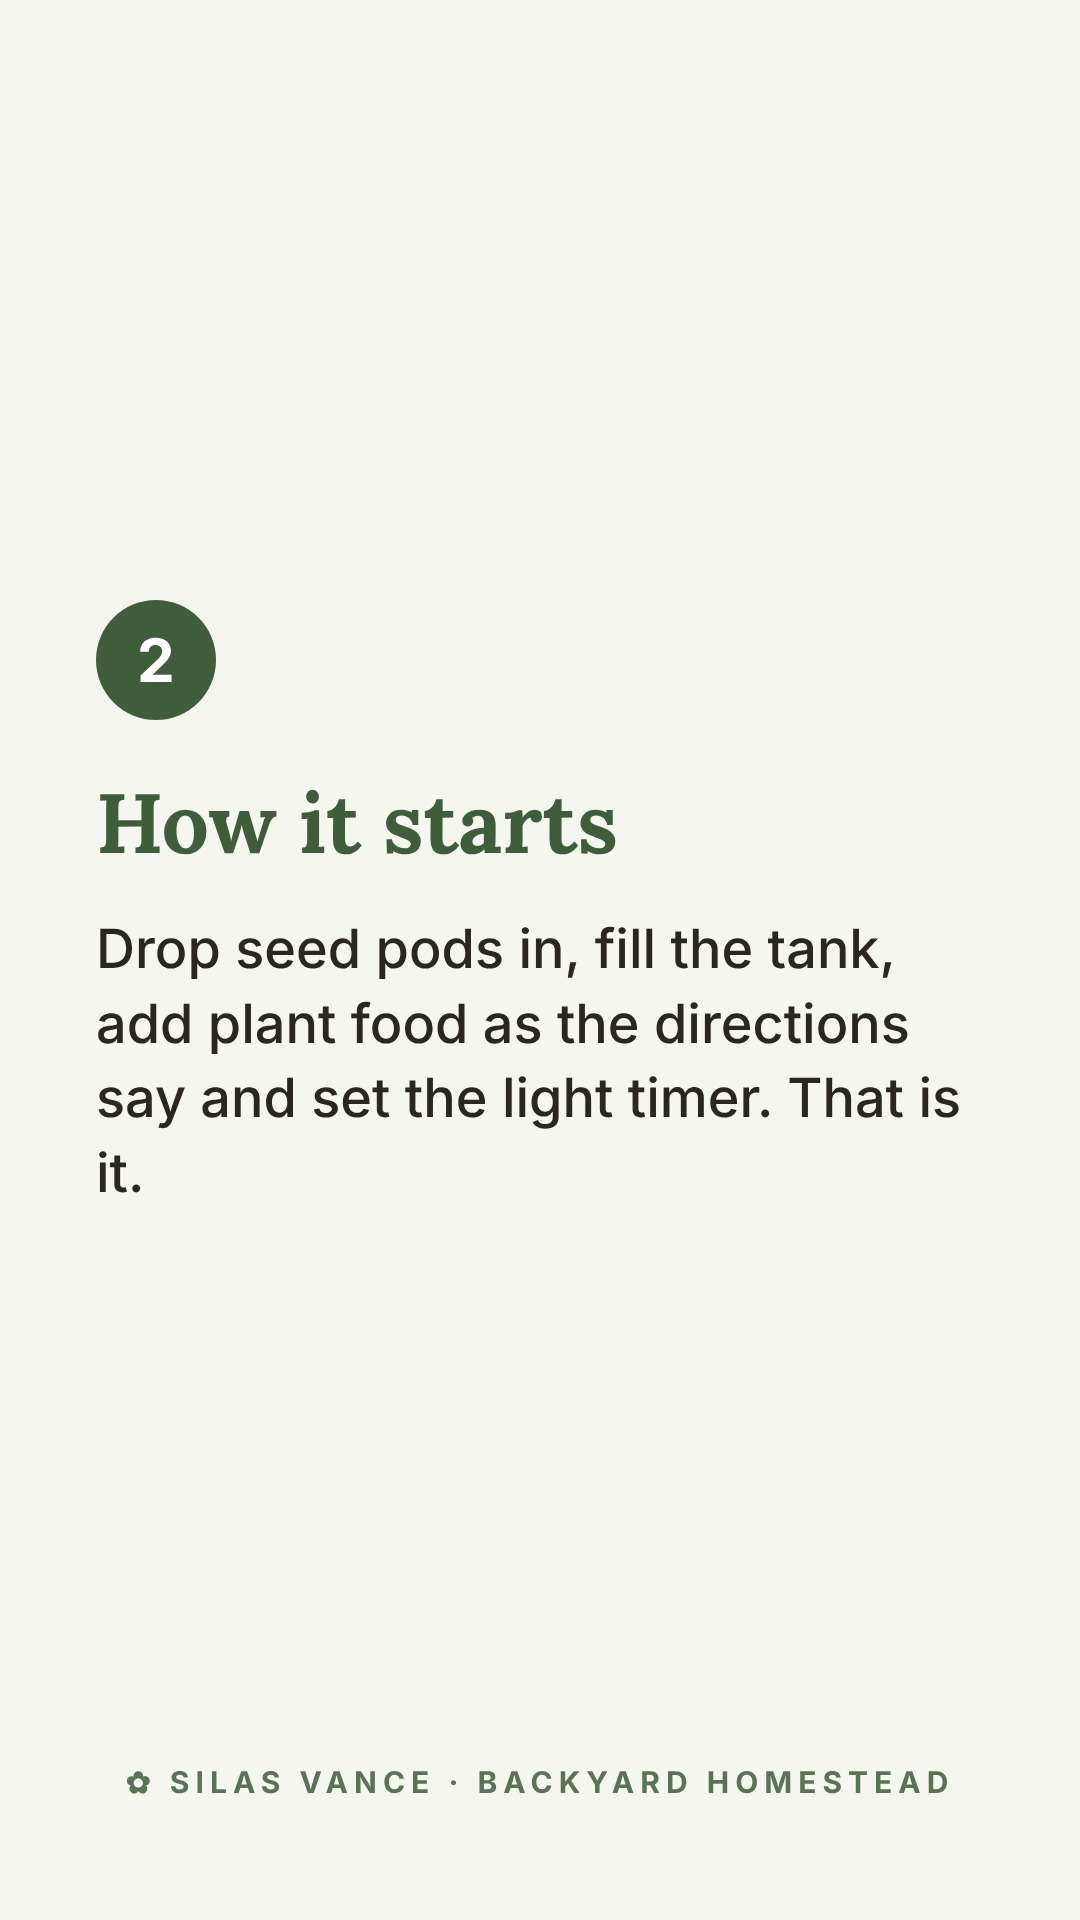 2
How it starts
Drop seed pods in, fill the tank,
add plant food as the directions
say and set the light timer. That is
it.
✿ SILAS VANCE · BACKYARD HOMESTEAD